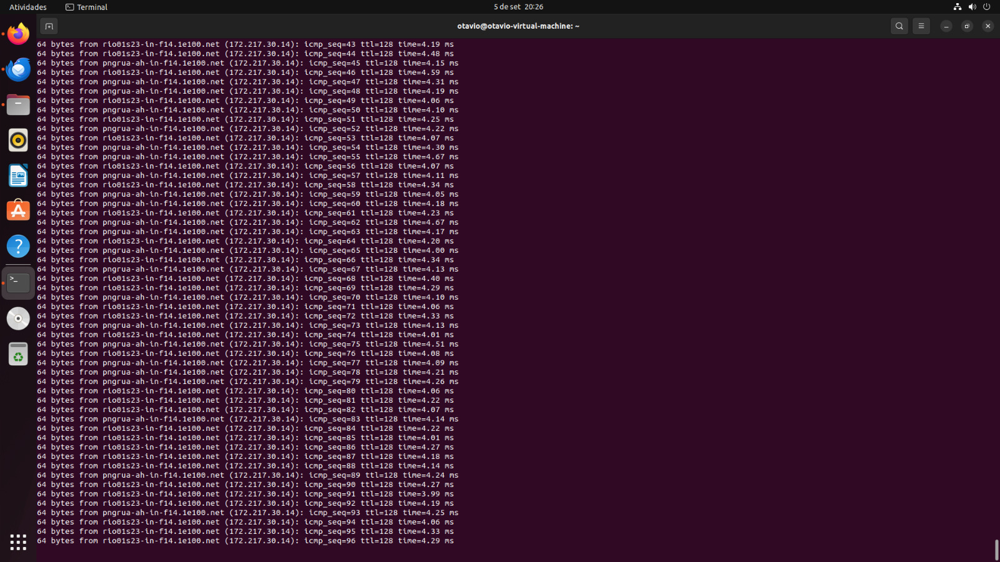 Atividades
Terminal
5 de set 20:26
otavio@otavio-virtual-machine: ~
64 bytes from rio01s23-in-f14.1e100.net (172.217.30.14): icmp_seq=43 ttl=128 time=4.19 ms
64 bytes from rio01s23-in-f14.1e100.net (172.217.30.14): icmp_seq=44 ttl=128 time=4.48 ms
64 bytes from pngrua-ah-in-f14.1e100.net (172.217.30.14): icmp_seq=45 ttl=128 time=4.15 ms
64 bytes from rio01s23-in-f14.1e100.net (172.217.30.14): icmp_seq=46 ttl=128 time=4.59 ms
64 bytes from pngrua-ah-in-f14.1e100.net (172.217.30.14): icmp_seq=47 ttl=128 time=4.31 ms
64 bytes from pngrua-ah-in-f14.1e100.net (172.217.30.14): icmp_seq=48 ttl=128 time=4.19 ms
64 bytes from rio01s23-in-f14.1e100.net (172.217.30.14): icmp_seq=49 ttl=128 time=4.06 ms
64 bytes from pngrua-ah-in-f14.1e100.net (172.217.30.14): icmp_seq=50 ttl=128 time=4.10 ms
64 bytes from rio01s23-in-f14.1e100.net (172.217.30.14): icmp_seq=51 ttl=128 time=4.25 ms
64 bytes from pngrua-ah-in-f14.1e100.net (172.217.30.14): icmp_seq=52 ttl=128 time=4.22 ms
64 bytes from rio01s23-in-f14.1e100.net (172.217.30.14): icmp_seq=53 ttl=128 time=4.07 ms
64 bytes from pngrua-ah-in-f14.1e100.net (172.217.30.14): icmp_seq=54 ttl=128 time=4.30 ms
64 bytes from pngrua-ah-in-f14.1e100.net (172.217.30.14): icmp_seq=55 ttl=128 time=4.67 ms
64 bytes from rio01s23-in-f14.1e100.net (172.217.30.14): icmp_seq=56 ttl=128 time=4.07 ms
64 bytes from pngrua-ah-in-f14.1e100.net (172.217.30.14): icmp_seq=57 ttl=128 time=4.11 ms
64 bytes from rio01s23-in-f14.1e100.net (172.217.30.14): icmp_seq=58 ttl=128 time=4.34 ms
64 bytes from pngrua-ah-in-f14.1e100.net (172.217.30.14): icmp_seq=59 ttl=128 time=4.05 ms
64 bytes from pngrua-ah-in-f14.1e100.net (172.217.30.14): icmp_seq=60 ttl=128 time=4.18 ms
64 bytes from rio01s23-in-f14.1e100.net (172.217.30.14): icmp_seq=61 ttl=128 time=4.23 ms
64 bytes from pngrua-ah-in-f14.1e100.net (172.217.30.14): icmp_seq=62 ttl=128 time=4.67 ms
64 bytes from pngrua-ah-in-f14.1e100.net (172.217.30.14): icmp_seq=63 ttl=128 time=4.17 ms
64 bytes from rio01s23-in-f14.1e100.net (172.217.30.14): icmp_seq=64 ttl=128 time=4.20 ms
64 bytes from pngrua-ah-in-f14.1e100.net (172.217.30.14): icmp_seq=65 ttl=128 time=4.00 ms
64 bytes from rio01s23-in-f14.1e100.net (172.217.30.14): icmp_seq=66 ttl=128 time=4.34 ms
64 bytes from pngrua-ah-in-f14.1e100.net (172.217.30.14): icmp_seq=67 ttl=128 time=4.13 ms
64 bytes from rio01s23-in-f14.1e100.net (172.217.30.14): icmp_seq=68 ttl=128 time=4.40 ms
64 bytes from rio01s23-in-f14.1e100.net (172.217.30.14): icmp_seq=69 ttl=128 time=4.29 ms
64 bytes from pngrua-ah-in-f14.1e100.net (172.217.30.14): icmp_seq=70 ttl=128 time=4.10 ms
64 bytes from rio01s23-in-f14.1e100.net (172.217.30.14): icmp_seq=71 ttl=128 time=4.06 ms
64 bytes from rio01s23-in-f14.1e100.net (172.217.30.14): icmp_seq=72 ttl=128 time=4.33 ms
64 bytes from pngrua-ah-in-f14.1e100.net (172.217.30.14): icmp_seq=73 ttl=128 time=4.13 ms
64 bytes from rio01s23-in-f14.1e100.net (172.217.30.14): icmp_seq=74 ttl=128 time=4.01 ms
64 bytes from pngrua-ah-in-f14.1e100.net (172.217.30.14): icmp_seq=75 ttl=128 time=4.51 ms
64 bytes from rio01s23-in-f14.1e100.net (172.217.30.14): icmp_seq=76 ttl=128 time=4.08 ms
64 bytes from pngrua-ah-in-f14.1e100.net (172.217.30.14): icmp_seq=77 ttl=128 time=4.09 ms
64 bytes from pngrua-ah-in-f14.1e100.net (172.217.30.14): icmp_seq=78 ttl=128 time=4.21 ms
64 bytes from pngrua-ah-in-f14.1e100.net (172.217.30.14): icmp_seq=79 ttl=128 time=4.26 ms
64 bytes from rio01s23-in-f14.1e100.net (172.217.30.14): icmp_seq=80 ttl=128 time=4.06 ms
64 bytes from rio01s23-in-f14.1e100.net (172.217.30.14): icmp_seq=81 ttl=128 time=4.22 ms
64 bytes from rio01s23-in-f14.1e100.net (172.217.30.14): icmp_seq=82 ttl=128 time=4.07 ms
64 bytes from pngrua-ah-in-f14.1e100.net (172.217.30.14): icmp_seq=83 ttl=128 time=4.14 ms
64 bytes from rio01s23-in-f14.1e100.net (172.217.30.14): icmp_seq=84 ttl=128 time=4.22 ms
64 bytes from rio01s23-in-f14.1e100.net (172.217.30.14): icmp_seq=85 ttl=128 time=4.01 ms
64 bytes from rio01s23-in-f14.1e100.net (172.217.30.14): icmp_seq=86 ttl=128 time=4.27 ms
64 bytes from rio01s23-in-f14.1e100.net (172.217.30.14): icmp_seq=87 ttl=128 time=4.18 ms
64 bytes from rio01s23-in-f14.1e100.net (172.217.30.14): icmp_seq=88 ttl=128 time=4.14 ms
64 bytes from pngrua-ah-in-f14.1e100.net (172.217.30.14): icmp_seq=89 ttl=128 time=4.24 ms
64 bytes from rio01s23-in-f14.1e100.net (172.217.30.14): icmp_seq=90 ttl=128 time=4.27 ms
64 bytes from rio01s23-in-f14.1e100.net (172.217.30.14): icmp_seq=91 ttl=128 time=3.99 ms
64 bytes from rio01s23-in-f14.1e100.net (172.217.30.14): icmp_seq=92 ttl=128 time=4.19 ms
64 bytes from pngrua-ah-in-f14.1e100.net (172.217.30.14): icmp_seq=93 ttl=128 time=4.25 ms
64 bytes from rio01s23-in-f14.1e100.net (172.217.30.14): icmp_seq=94 ttl=128 time=4.06 ms
64 bytes from rio01s23-in-f14.1e100.net (172.217.30.14): icmp_seq=95 ttl=128 time=4.33 ms
64 bytes from rio01s23-in-f14.1e100.net (172.217.30.14): icmp_seq=96 ttl=128 time=4.29 ms